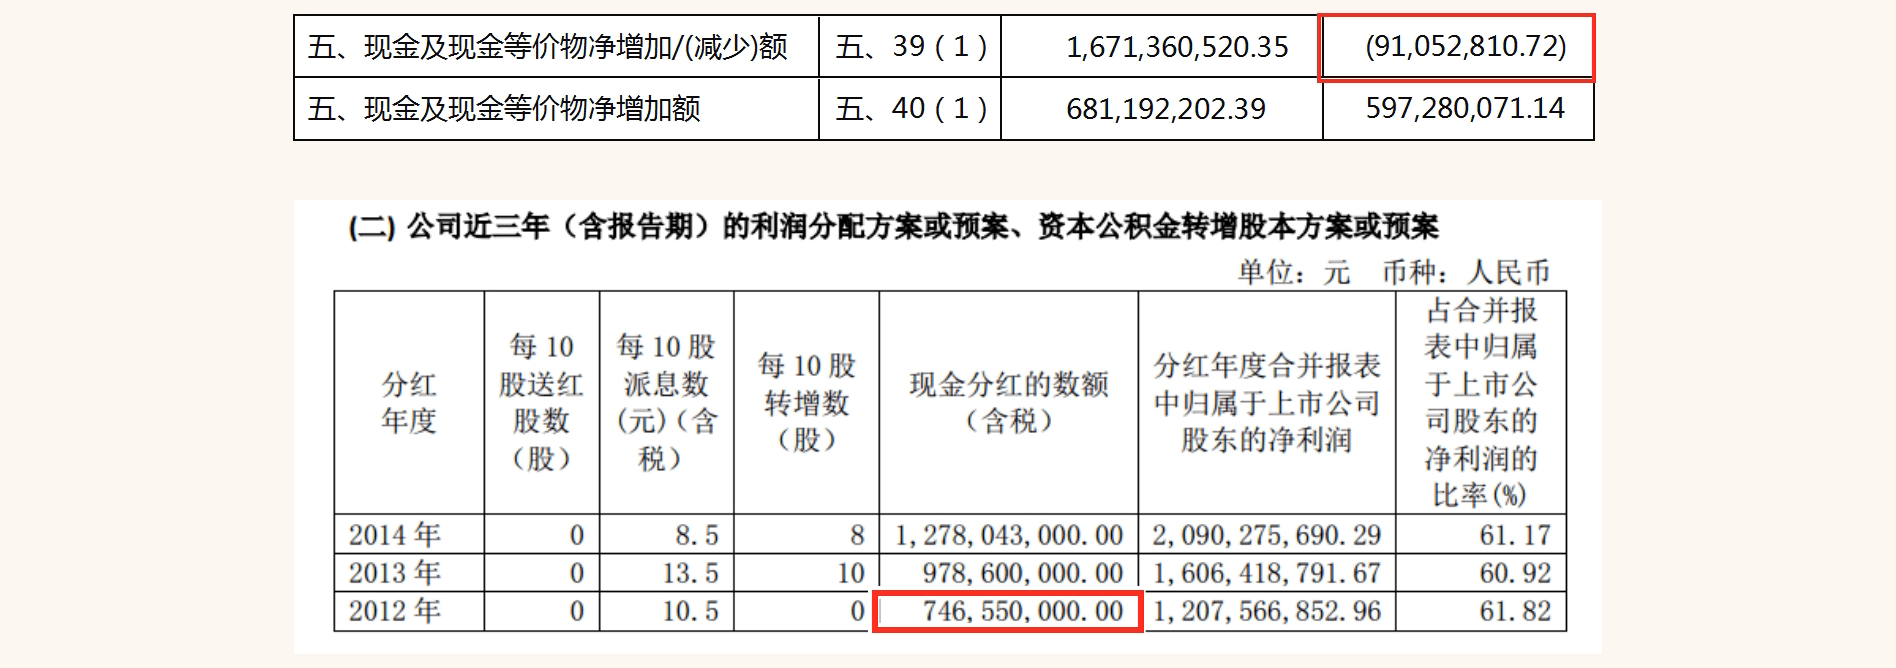 五、现金及现金等价物净增加/(减少)额 五、39（1） 1,671,360,520.35 (91,052,810.72)
五、现金及现金等价物净增加额 五、40（1） 681,192,202.39 597,280,071.14
(二) 公司近三年（含报告期）的利润分配方案或预案、资本公积金转增股本方案或预案
单位：元 币种：人民币
分红
年度
每 10
股送红
股数
（股）
每 10 股
派息数
(元)（含
税）
每 10 股
转增数
（股）
现金分红的数额
（含税）
分红年度合并报表
中归属于上市公司
股东的净利润
占合并报
表中归属
于上市公
司股东的
净利润的
比率(%)
2014 年 0 8.5 8 1,278,043,000.00 2,090,275,690.29 61.17
2013 年 0 13.5 10 978,600,000.00 1,606,418,791.67 60.92
2012 年 0 10.5 0 746,550,000.00 1,207,566,852.96 61.82